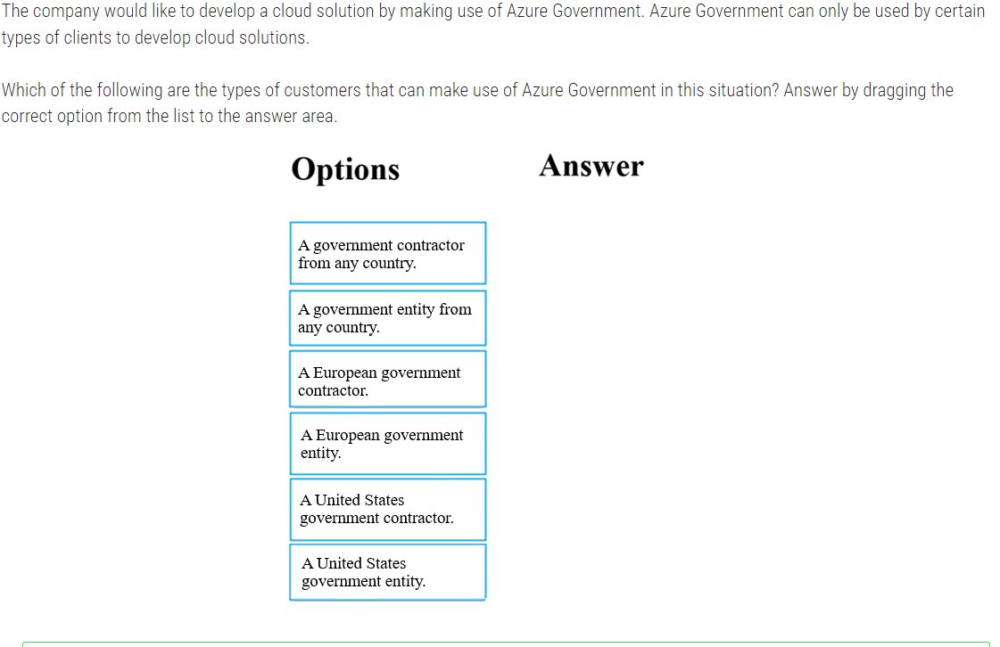 The company would like to develop a cloud solution by making use of Azure Government. Azure Government can only be used by certain
types of clients to develop cloud solutions.
Which of the following are the types of customers that can make use of Azure Government in this situation? Answer by dragging the
correct option from the list to the answer area.
Options
Answer
A government contractor
from any country.
A government entity from
any country.
A European government
contractor.
A European government
entity.
A United States
government contractor.
A United States
government entity.